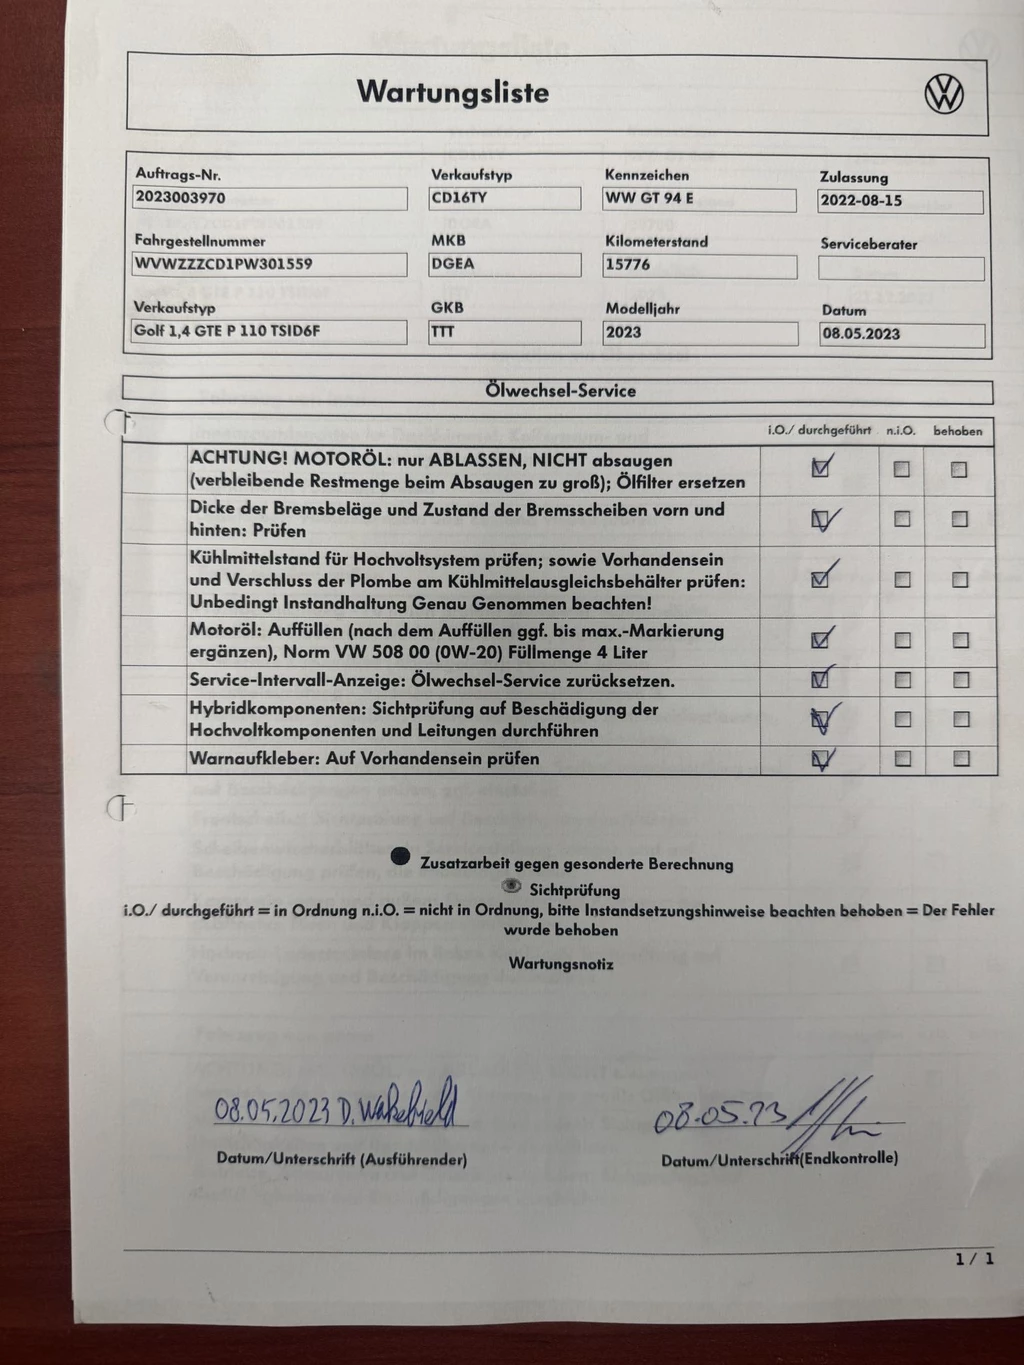 Wartungsliste
Auftrags-Nr. Verkaufstyp Kennzeichen Zulassung
2023003970 CD16TY WW GT 94 E 2022-08-15
Fahrgestellnummer MKB Kilometerstand Serviceberater
WVWZZZCD1PW301559 DGEA 15776
Verkaufstyp GKB Modelljahr Datum
Golf 1,4 GTE P 110 TSID6F TTT 2023 08.05.2023
Ölwechsel-Service
i.O./ durchgeführt n.i.O. behoben
ACHTUNG! MOTORÖL: nur ABLASSEN, NICHT absaugen
(verbleibende Restmenge beim Absaugen zu groß); Ölfilter ersetzen
Dicke der Bremsbeläge und Zustand der Bremsscheiben vorn und
hinten: Prüfen
Kühlmittelstand für Hochvoltsystem prüfen; sowie Vorhandensein
und Verschluss der Plombe am Kühlmittelausgleichsbehälter prüfen:
Unbedingt Instandhaltung Genau Genommen beachten!
Motoröl: Auffüllen (nach dem Auffüllen ggf. bis max.-Markierung
ergänzen), Norm VW 508 00 (0W-20) Füllmenge 4 Liter
Service-Intervall-Anzeige: Ölwechsel-Service zurücksetzen.
Hybridkomponenten: Sichtprüfung auf Beschädigung der
Hochvoltkomponenten und Leitungen durchführen
Warnaufkleber: Auf Vorhandensein prüfen
Zusatzarbeit gegen gesonderte Berechnung
Sichtprüfung
i.O./ durchgeführt = in Ordnung n.i.O. = nicht in Ordnung, bitte Instandsetzungshinweise beachten behoben = Der Fehler
wurde behoben
Wartungsnotiz
08.05.2023 D. Wakefield 08.05.23
Datum/Unterschrift (Ausführender) Datum/Unterschrift(Endkontrolle)
1 / 1